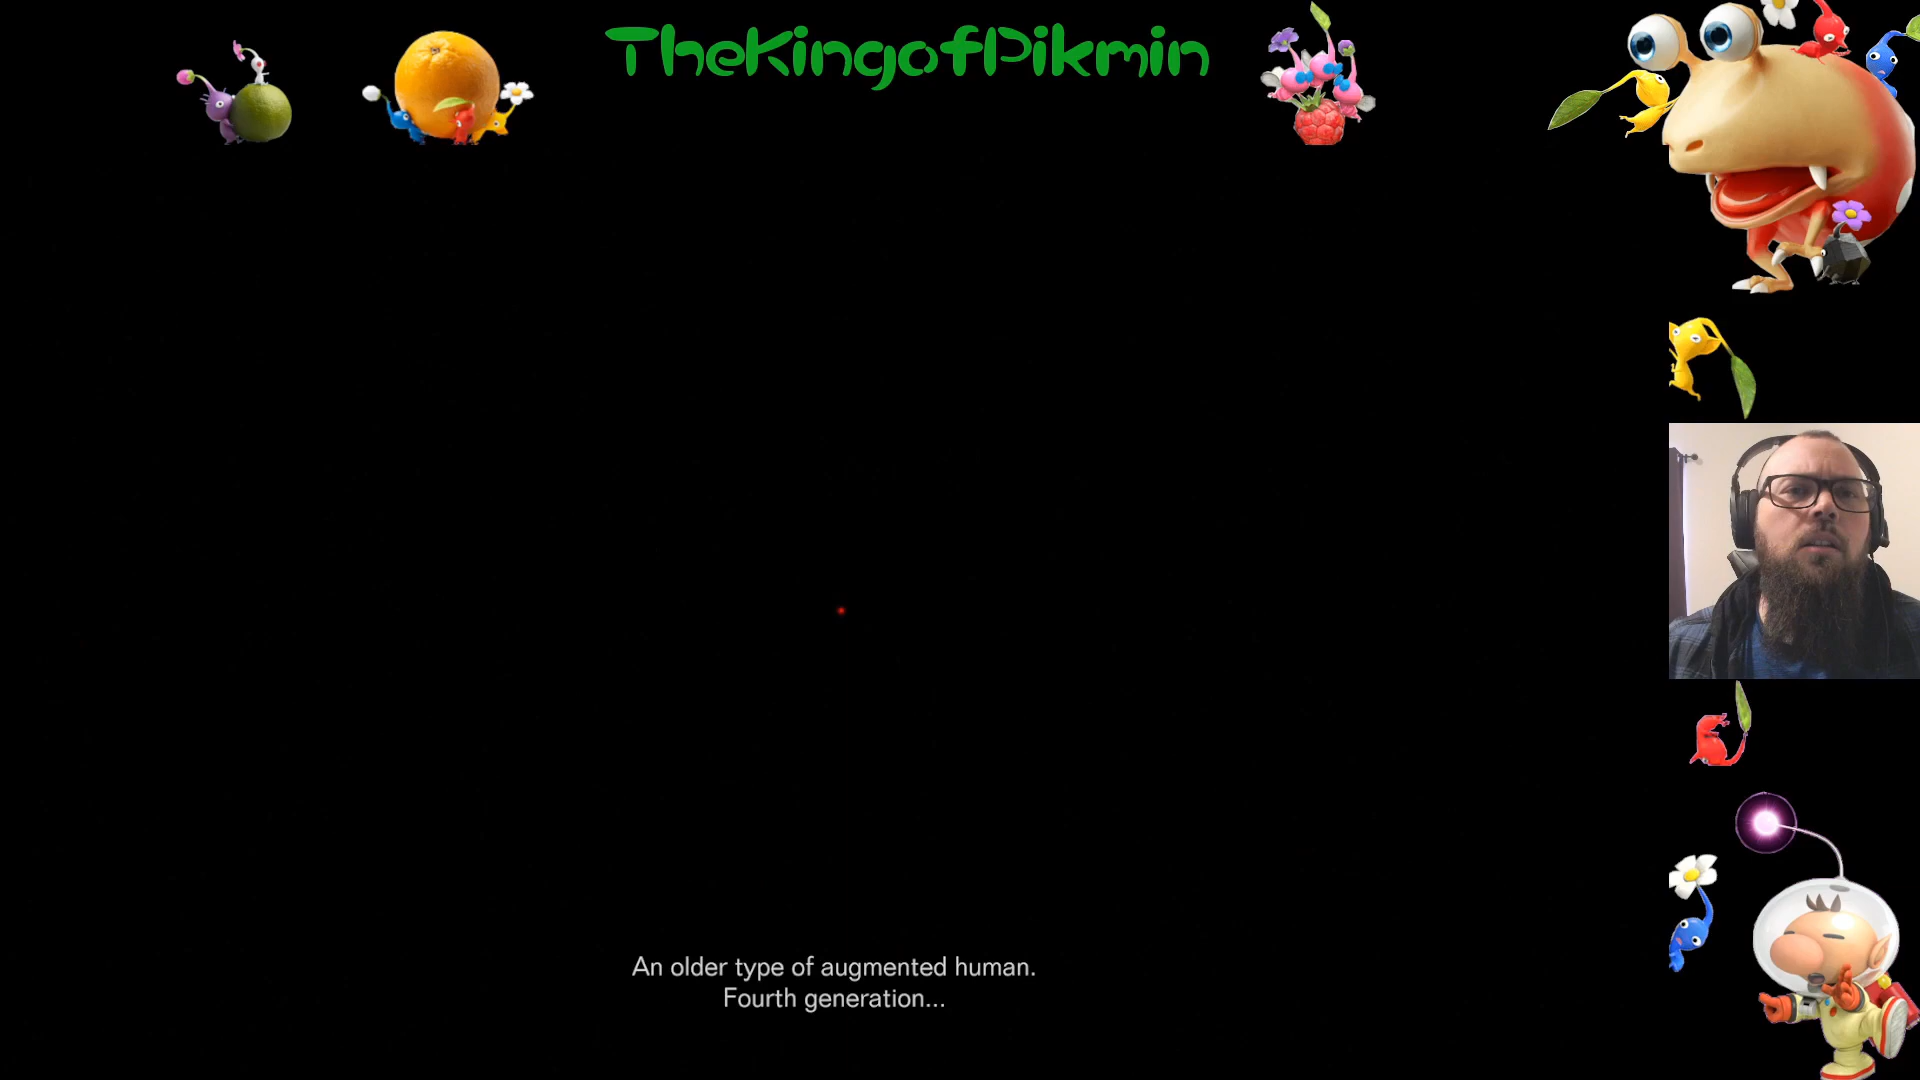 TheKingofPikmin
An older type of augmented human.
Fourth generation...